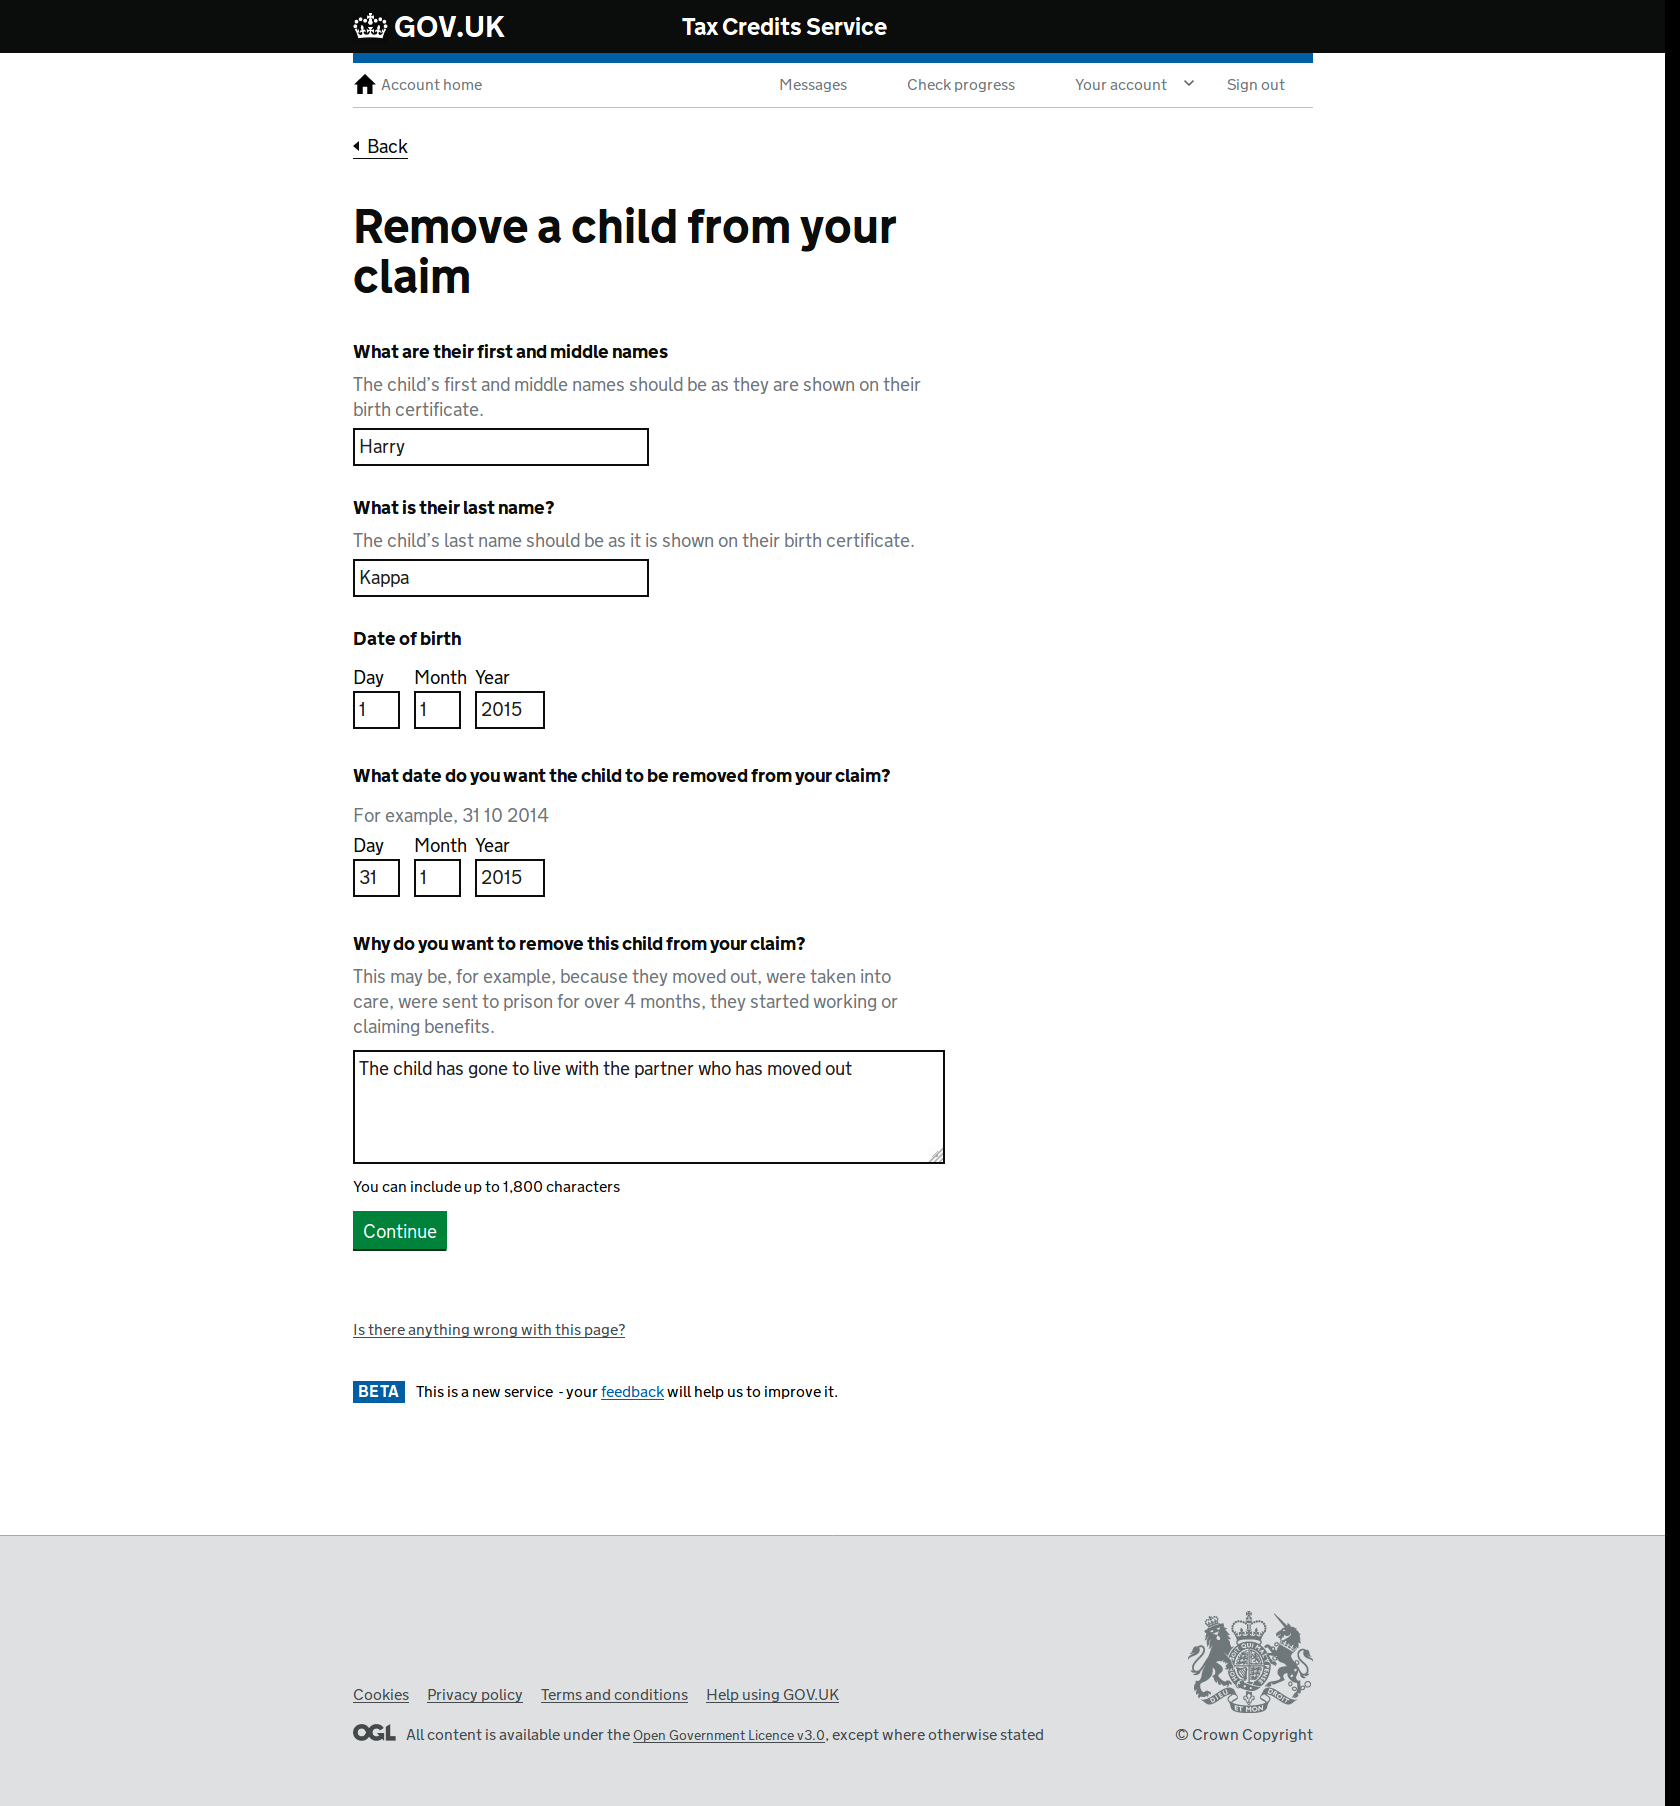 GOV.UK
Tax Credits Service
Account home
Messages
Check progress
Your account
Sign out
Back
Remove a child from your
claim
What are their first and middle names
The child's first and middle names should be as they are shown on their
birth certificate.
Harry
What is their last name?
The child's last name should be as it is shown on their birth certificate.
Kappa
Date of birth
Day Month Year
1 1 2015
What date do you want the child to be removed from your claim?
For example, 31 10 2014
Day Month Year
31 1 2015
Why do you want to remove this child from your claim?
This may be, for example, because they moved out, were taken into
care, were sent to prison for over 4 months, they started working or
claiming benefits.
The child has gone to live with the partner who has moved out
You can include up to 1,800 characters
Continue
Is there anything wrong with this page?
BETA This is a new service - your feedback will help us to improve it.
Cookies Privacy policy Terms and conditions Help using GOV.UK
OGL All content is available under the Open Government Licence v3.0, except where otherwise stated
© Crown Copyright